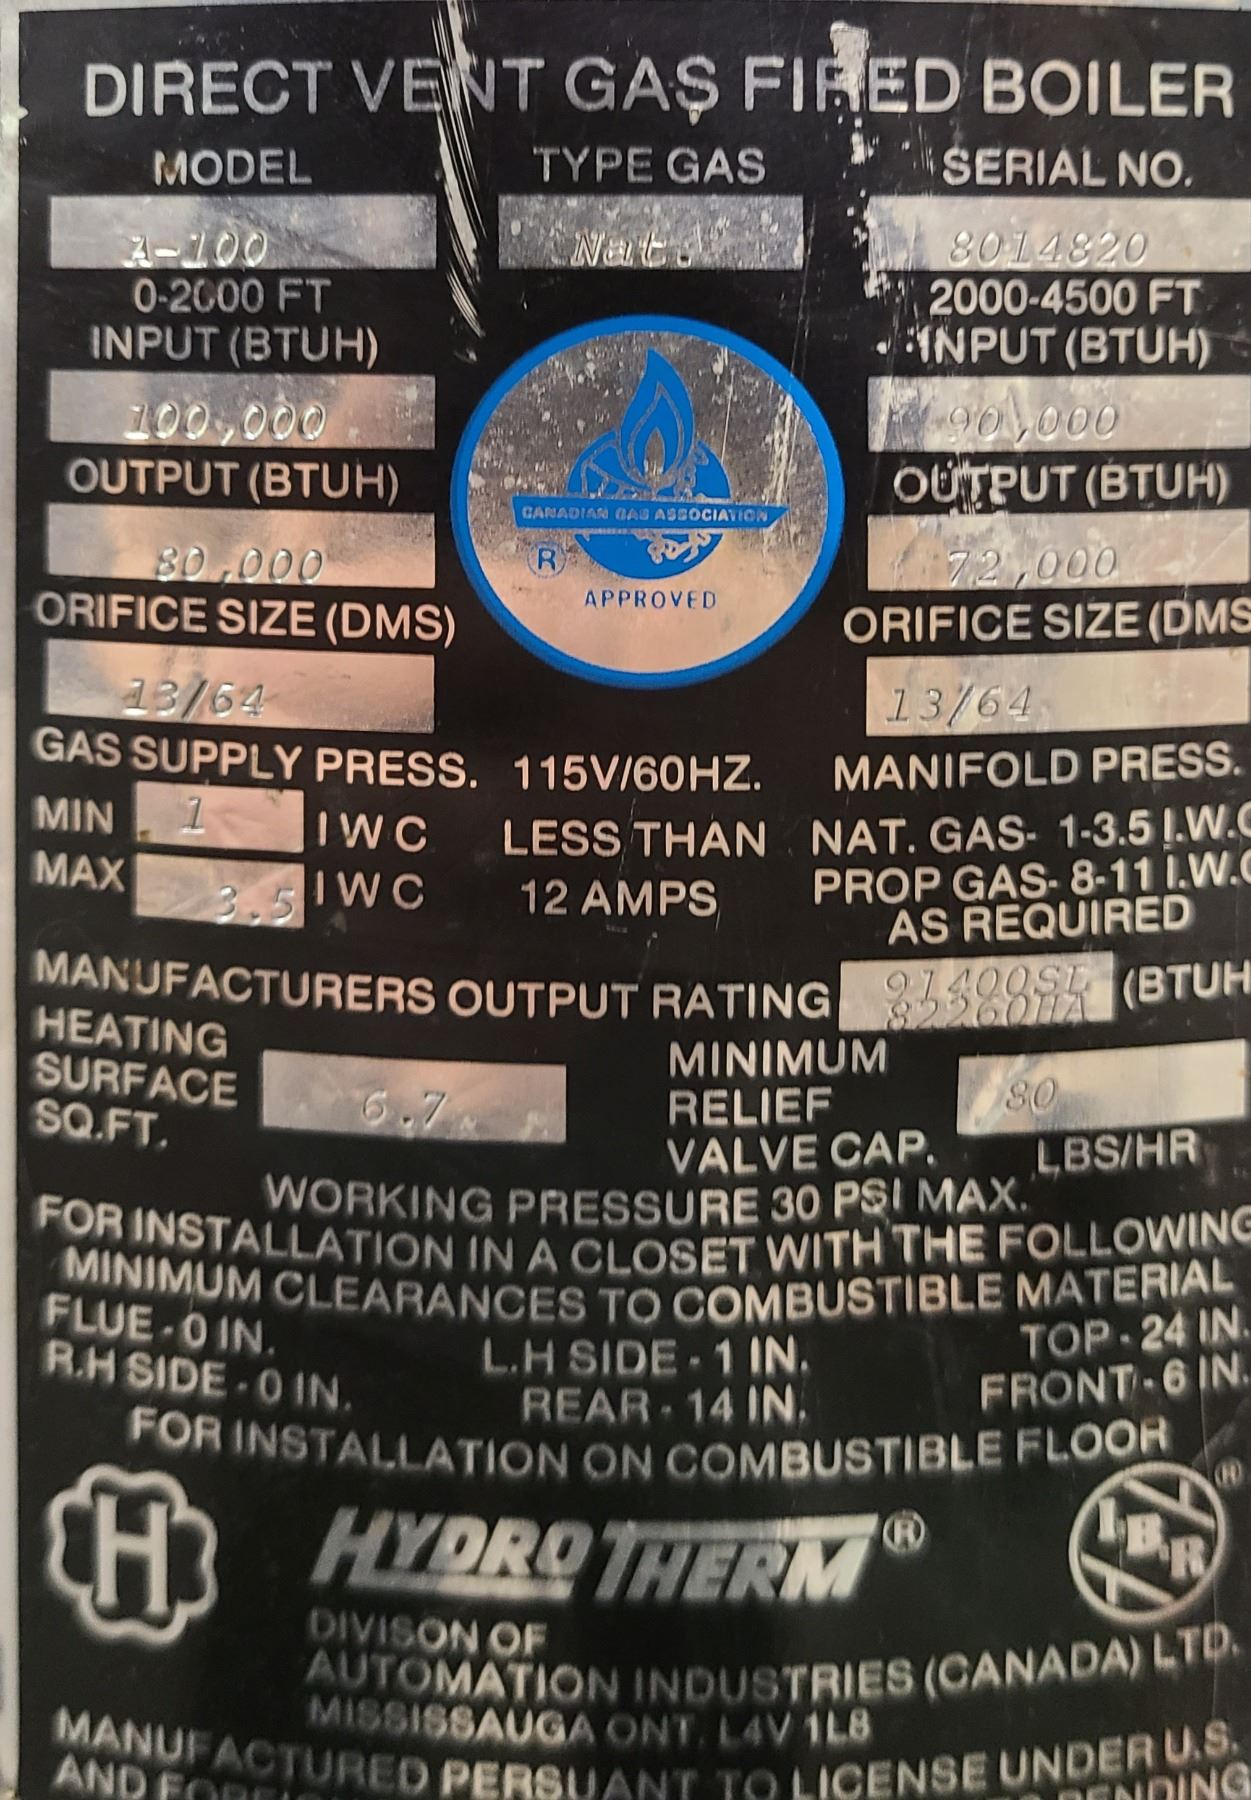 DIRECT VENT GAS FIRED BOILER
MODEL TYPE GAS SERIAL NO.
A-100 Nat. 8014820
0-2000 FT 2000-4500 FT
INPUT (BTUH) INPUT (BTUH)
100,000 90,000
OUTPUT (BTUH) OUTPUT (BTUH)
80,000 72,000
CANADIAN GAS ASSOCIATION
®
APPROVED
ORIFICE SIZE (DMS) ORIFICE SIZE (DMS
13/64 13/64
GAS SUPPLY PRESS. 115V/60HZ. MANIFOLD PRESS.
MIN 1 IWC LESS THAN NAT. GAS- 1-3.5 I.W.C
MAX 3.5 IWC 12 AMPS PROP GAS- 8-11 I.W.C
AS REQUIRED
MANUFACTURERS OUTPUT RATING 91400SL 82260HA (BTUH
HEATING
SURFACE 6.7
SQ.FT.
MINIMUM
RELIEF 80
VALVE CAP. LBS/HR
WORKING PRESSURE 30 PSI MAX.
FOR INSTALLATION IN A CLOSET WITH THE FOLLOWING
MINIMUM CLEARANCES TO COMBUSTIBLE MATERIAL
FLUE - 0 IN. L.H SIDE - 1 IN. TOP - 24 IN.
R.H SIDE - 0 IN. REAR - 14 IN. FRONT - 6 IN.
FOR INSTALLATION ON COMBUSTIBLE FLOOR
H HYDROTHERM® IBR ®
DIVISON OF
AUTOMATION INDUSTRIES (CANADA) LTD.
MISSISSAUGA ONT. L4V 1L8
MANUFACTURED PERSUANT TO LICENSE UNDER U.S.
AND